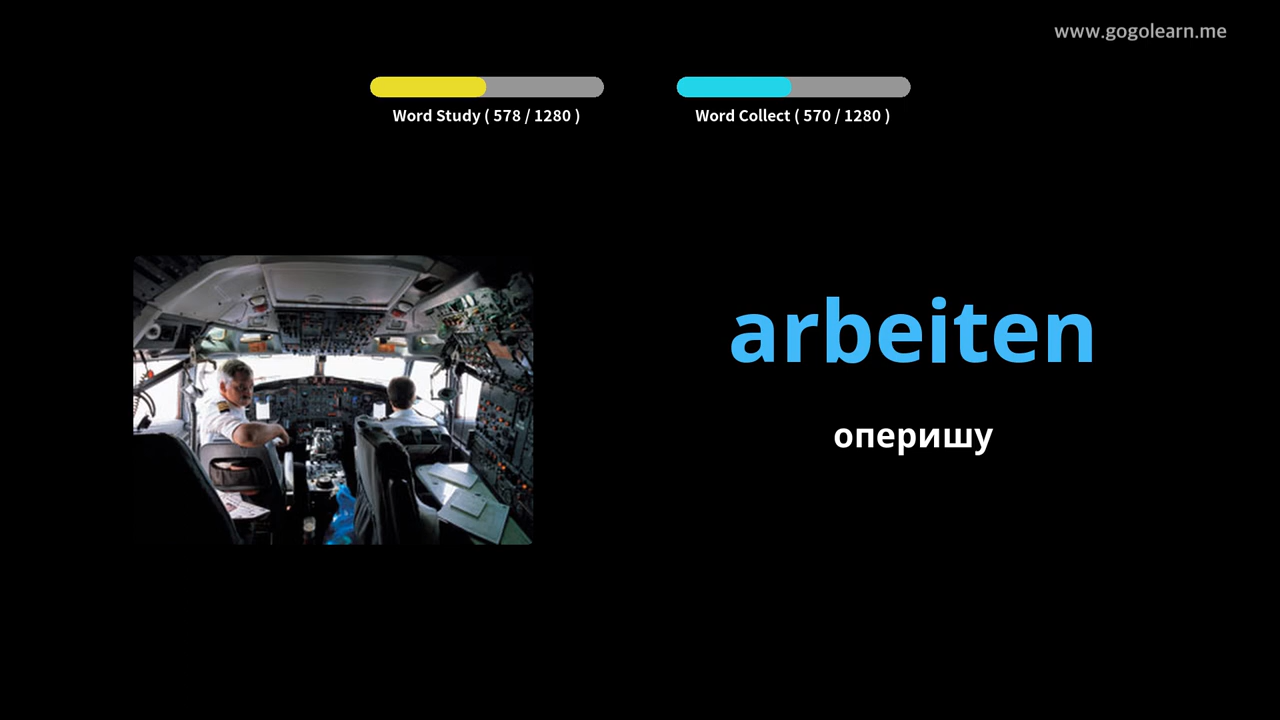 www.gogolearn.me
Word Study ( 578 / 1280 )
Word Collect ( 570 / 1280 )
arbeiten
оперишу